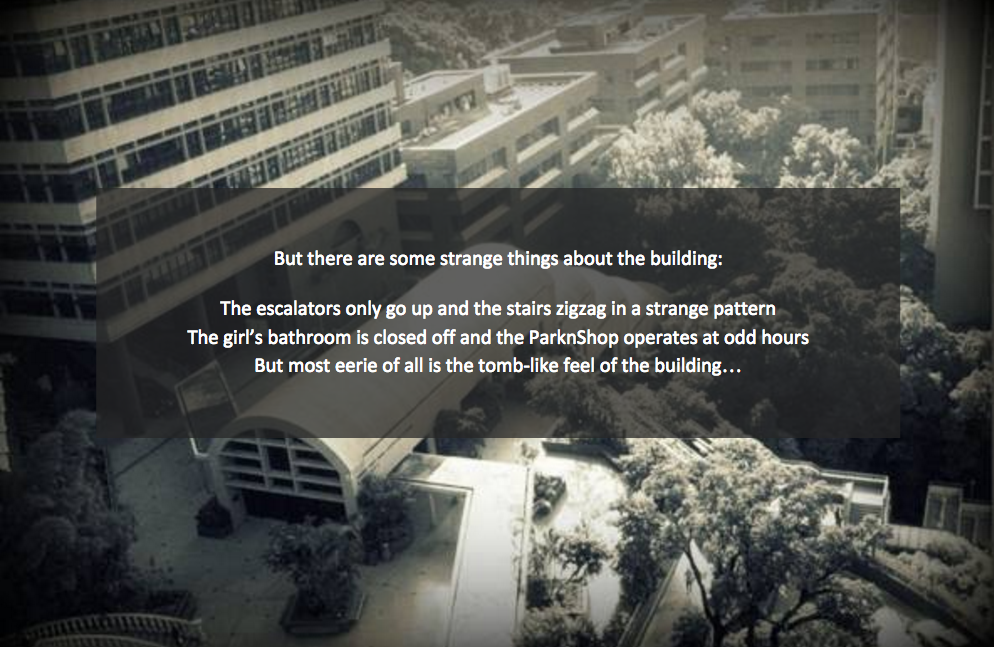 But there are some strange things about the building:
The escalators only go up and the stairs zigzag in a strange pattern
The girl’s bathroom is closed off and the ParknShop operates at odd hours
But most eerie of all is the tomb-like feel of the building…